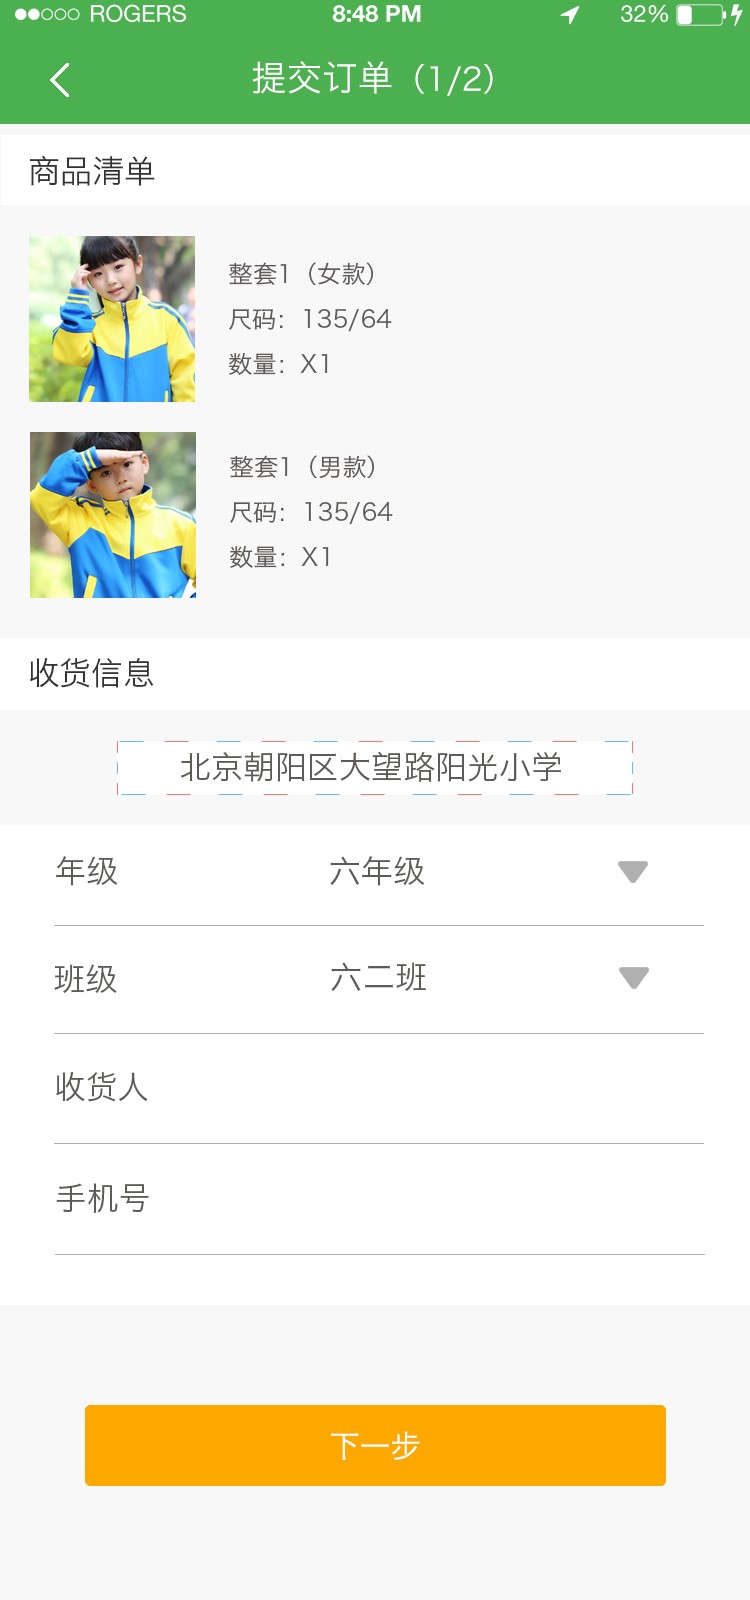 ROGERS 8:48 PM 32%
提交订单（1/2）
商品清单
整套1（女款）
尺码：135/64
数量：X1
整套1（男款）
尺码：135/64
数量：X1
收货信息
北京朝阳区大望路阳光小学
年级 六年级
班级 六二班
收货人
手机号
下一步